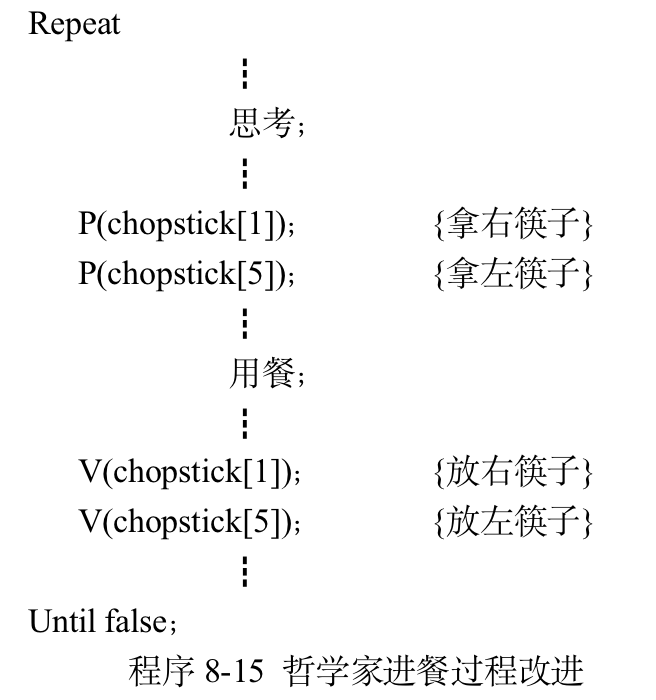 Repeat
思考;
P(chopstick[1]); {拿右筷子}
P(chopstick[5]); {拿左筷子}
用餐;
V(chopstick[1]); {放右筷子}
V(chopstick[5]); {放左筷子}
Until false;
程序 8-15 哲学家进餐过程改进